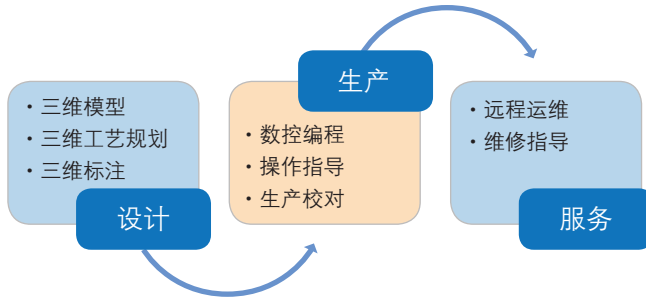 · 三维模型
· 三维工艺规划
· 三维标注
设计
生产
· 数控编程
· 操作指导
· 生产校对
· 远程运维
· 维修指导
服务